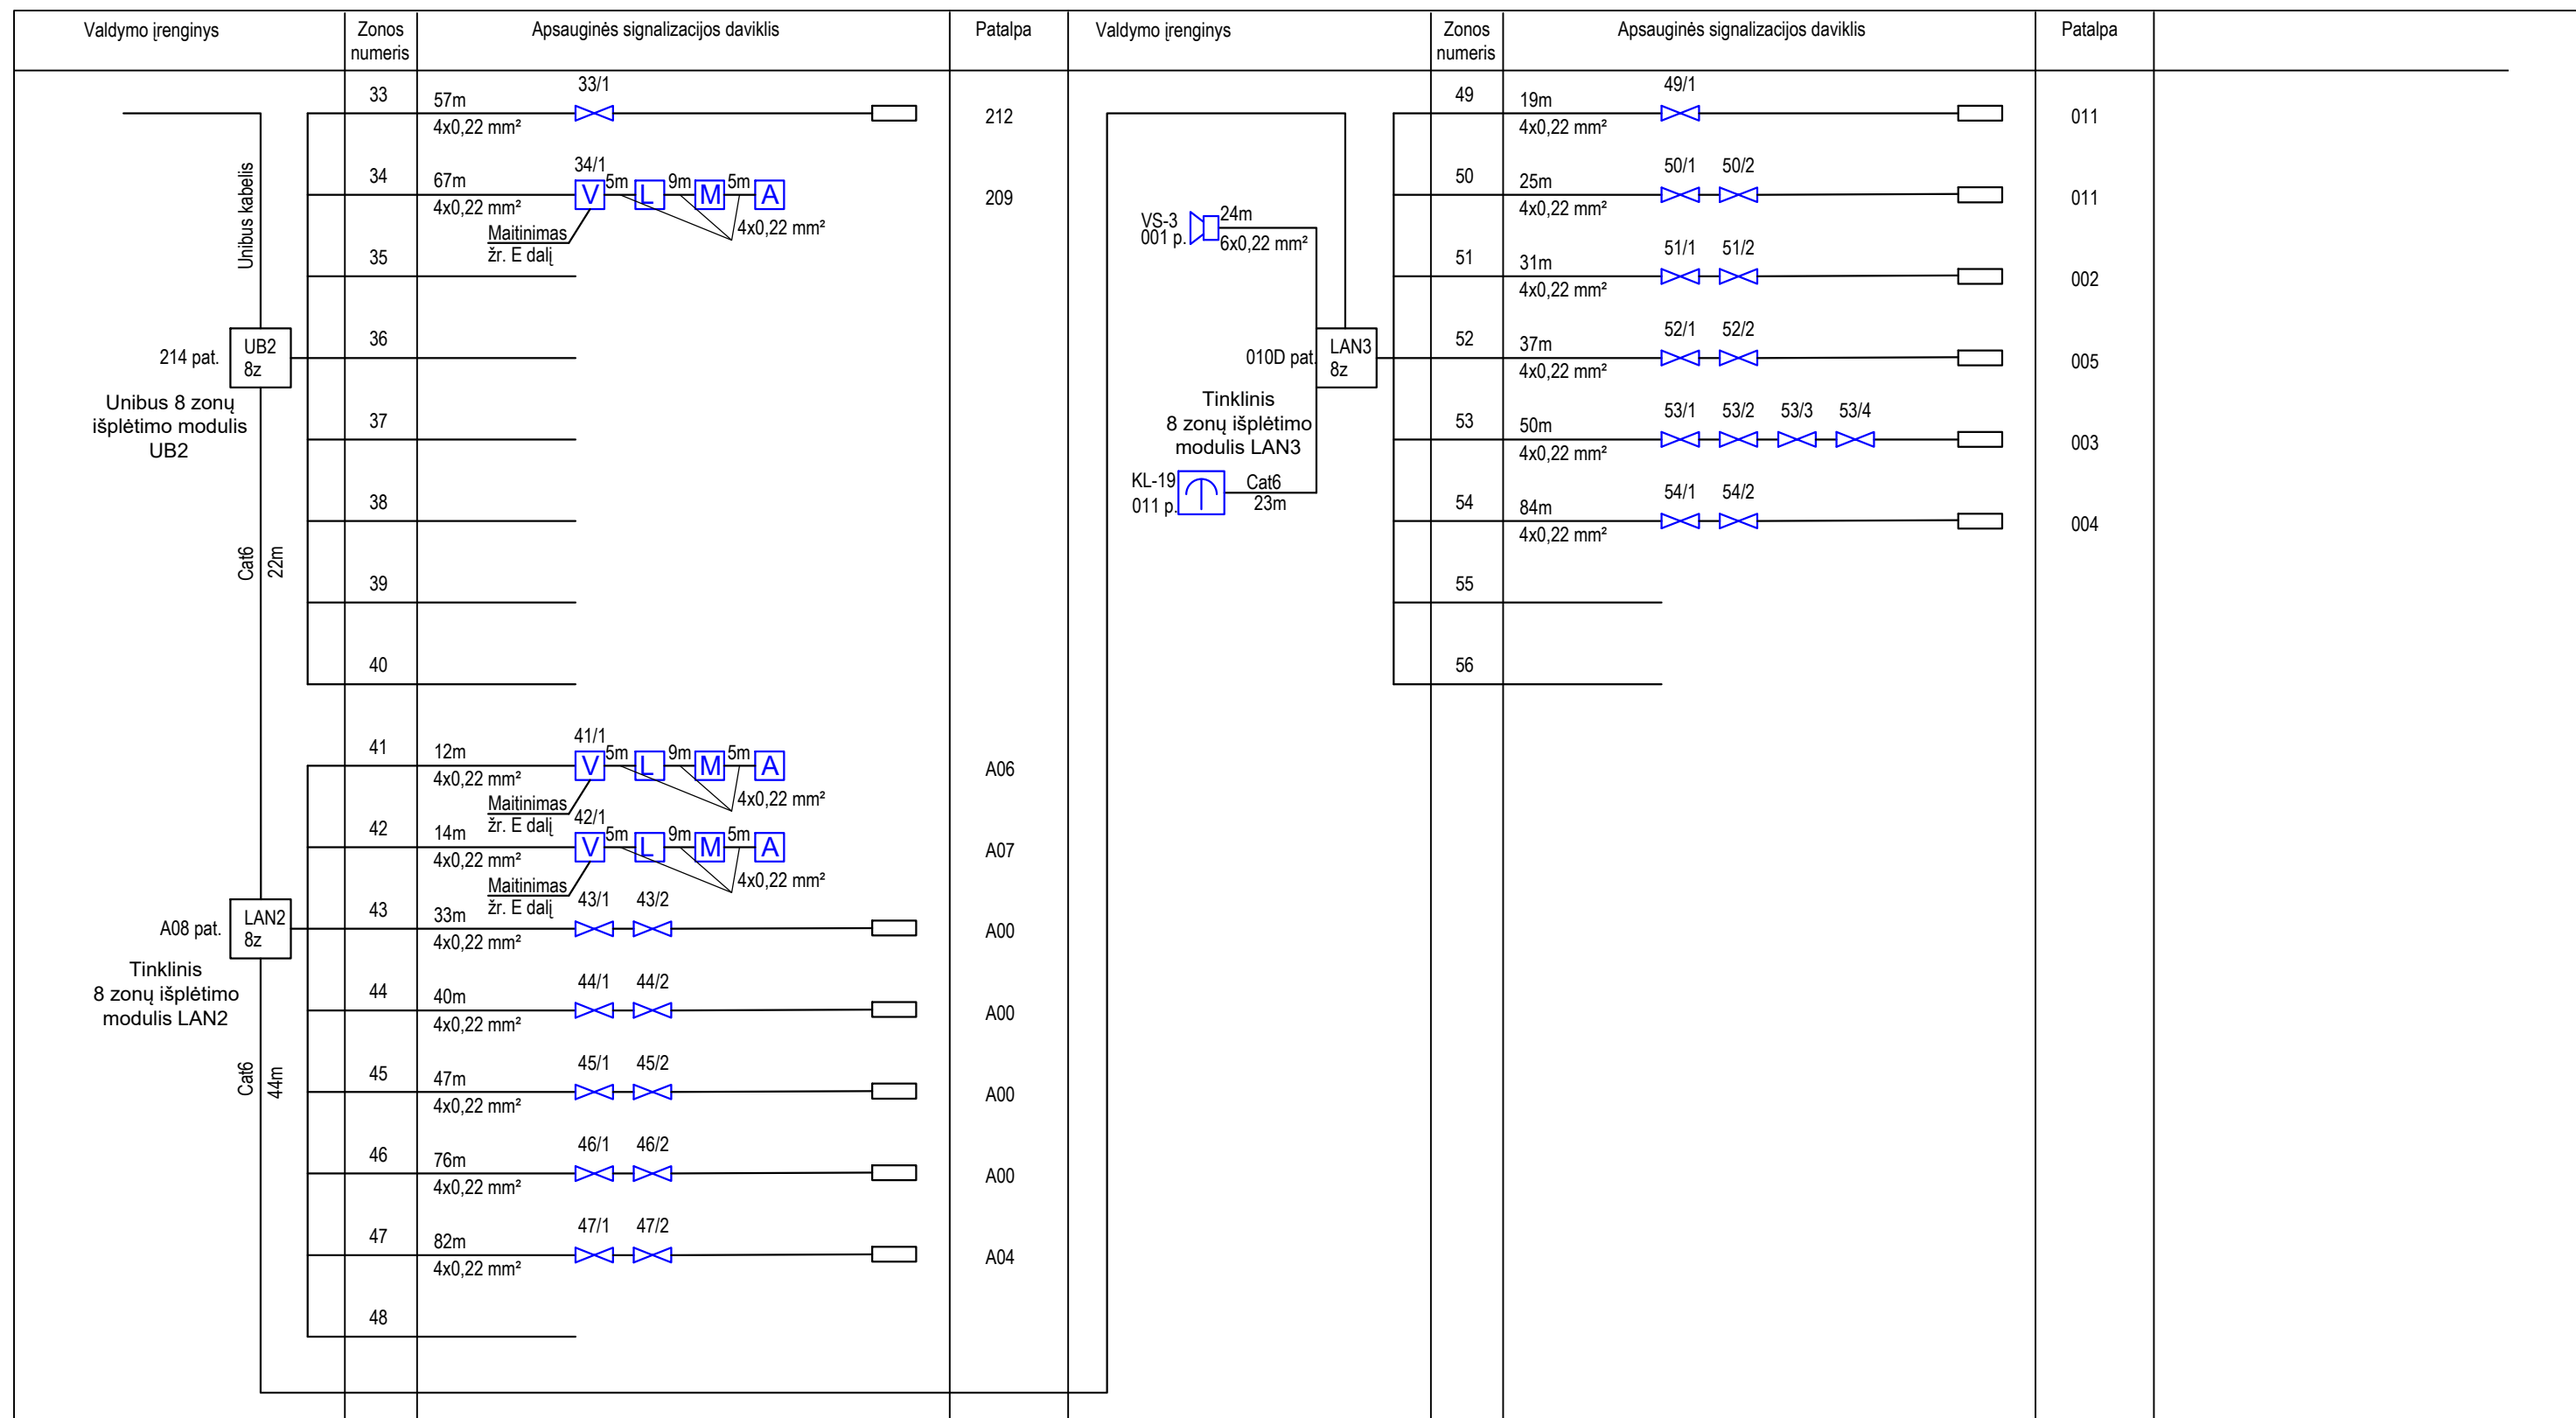 Valdymo įrenginys
Zonos
numeris
Apsauginės signalizacijos daviklis
Patalpa
Valdymo įrenginys
Zonos
numeris
Apsauginės signalizacijos daviklis
Patalpa
Unibus kabelis
214 pat.
UB2
8z
Unibus 8 zonų
išplėtimo modulis
UB2
Cat6
22m
33
57m
4x0,22 mm²
33/1
212
34
67m
4x0,22 mm²
34/1
V
5m
L
9m
M
5m
A
4x0,22 mm²
Maitinimas
žr. E dalį
209
35
36
37
38
39
40
A08 pat.
LAN2
8z
Tinklinis
8 zonų išplėtimo
modulis LAN2
Cat6
44m
41
12m
4x0,22 mm²
41/1
V
5m
L
9m
M
5m
A
4x0,22 mm²
Maitinimas
žr. E dalį
A06
42
14m
4x0,22 mm²
42/1
V
5m
L
9m
M
5m
A
4x0,22 mm²
Maitinimas
žr. E dalį
A07
43
33m
4x0,22 mm²
43/1
43/2
A00
44
40m
4x0,22 mm²
44/1
44/2
A00
45
47m
4x0,22 mm²
45/1
45/2
A00
46
76m
4x0,22 mm²
46/1
46/2
A00
47
82m
4x0,22 mm²
47/1
47/2
A04
48
VS-3
001 p.
24m
6x0,22 mm²
010D pat.
LAN3
8z
Tinklinis
8 zonų išplėtimo
modulis LAN3
KL-19
011 p.
Cat6
23m
49
19m
4x0,22 mm²
49/1
011
50
25m
4x0,22 mm²
50/1
50/2
011
51
31m
4x0,22 mm²
51/1
51/2
002
52
37m
4x0,22 mm²
52/1
52/2
005
53
50m
4x0,22 mm²
53/1
53/2
53/3
53/4
003
54
84m
4x0,22 mm²
54/1
54/2
004
55
56